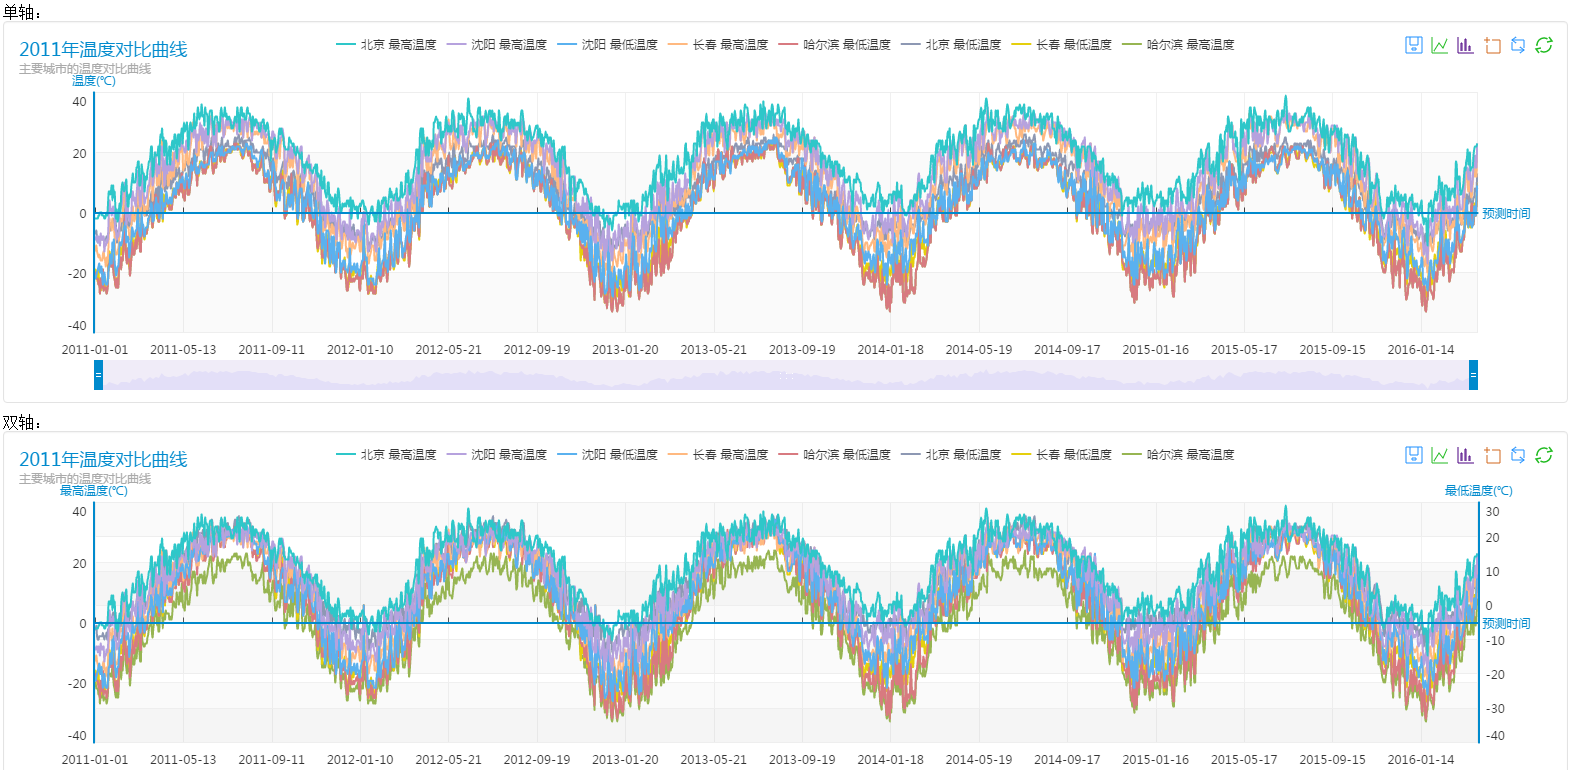 单轴：
2011年温度对比曲线
北京 最高温度 沈阳 最高温度 沈阳 最低温度 长春 最高温度 哈尔滨 最低温度 北京 最低温度 长春 最低温度 哈尔滨 最高温度
主要城市的温度对比曲线
温度(℃)
40
20
0
预测时间
-20
-40
2011-01-01 2011-05-13 2011-09-11 2012-01-10 2012-05-21 2012-09-19 2013-01-20 2013-05-21 2013-09-19 2014-01-18 2014-05-19 2014-09-17 2015-01-16 2015-05-17 2015-09-15 2016-01-14
双轴：
2011年温度对比曲线
北京 最高温度 沈阳 最高温度 沈阳 最低温度 长春 最高温度 哈尔滨 最低温度 北京 最低温度 长春 最低温度 哈尔滨 最高温度
主要城市的温度对比曲线
最高温度(℃) 最低温度(℃)
40 30
20
20 10
0
0 预测时间
-10
-20 -20
-30
-40 -40
2011-01-01 2011-05-13 2011-09-11 2012-01-10 2012-05-21 2012-09-19 2013-01-20 2013-05-21 2013-09-19 2014-01-18 2014-05-19 2014-09-17 2015-01-16 2015-05-17 2015-09-15 2016-01-14